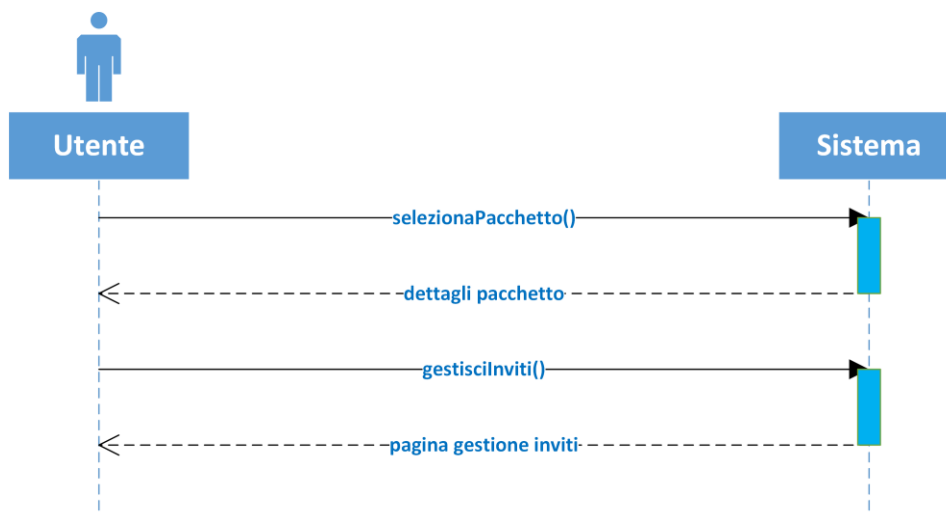 Utente
Sistema
selezionaPacchetto()
dettagli pacchetto
gestisciInviti()
pagina gestione inviti